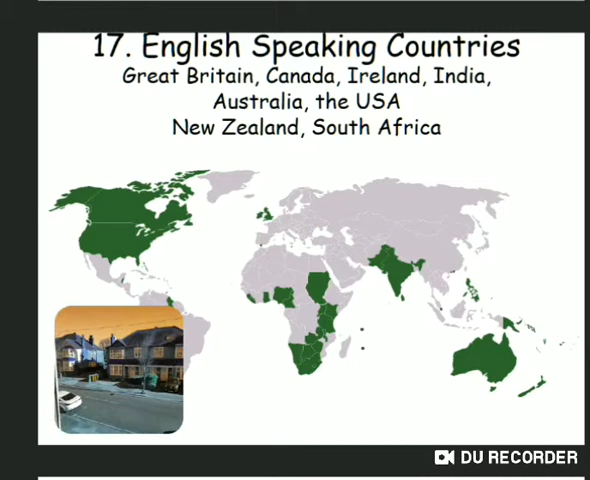 17. English Speaking Countries
Great Britain, Canada, Ireland, India,
Australia, the USA
New Zealand, South Africa
DU RECORDER